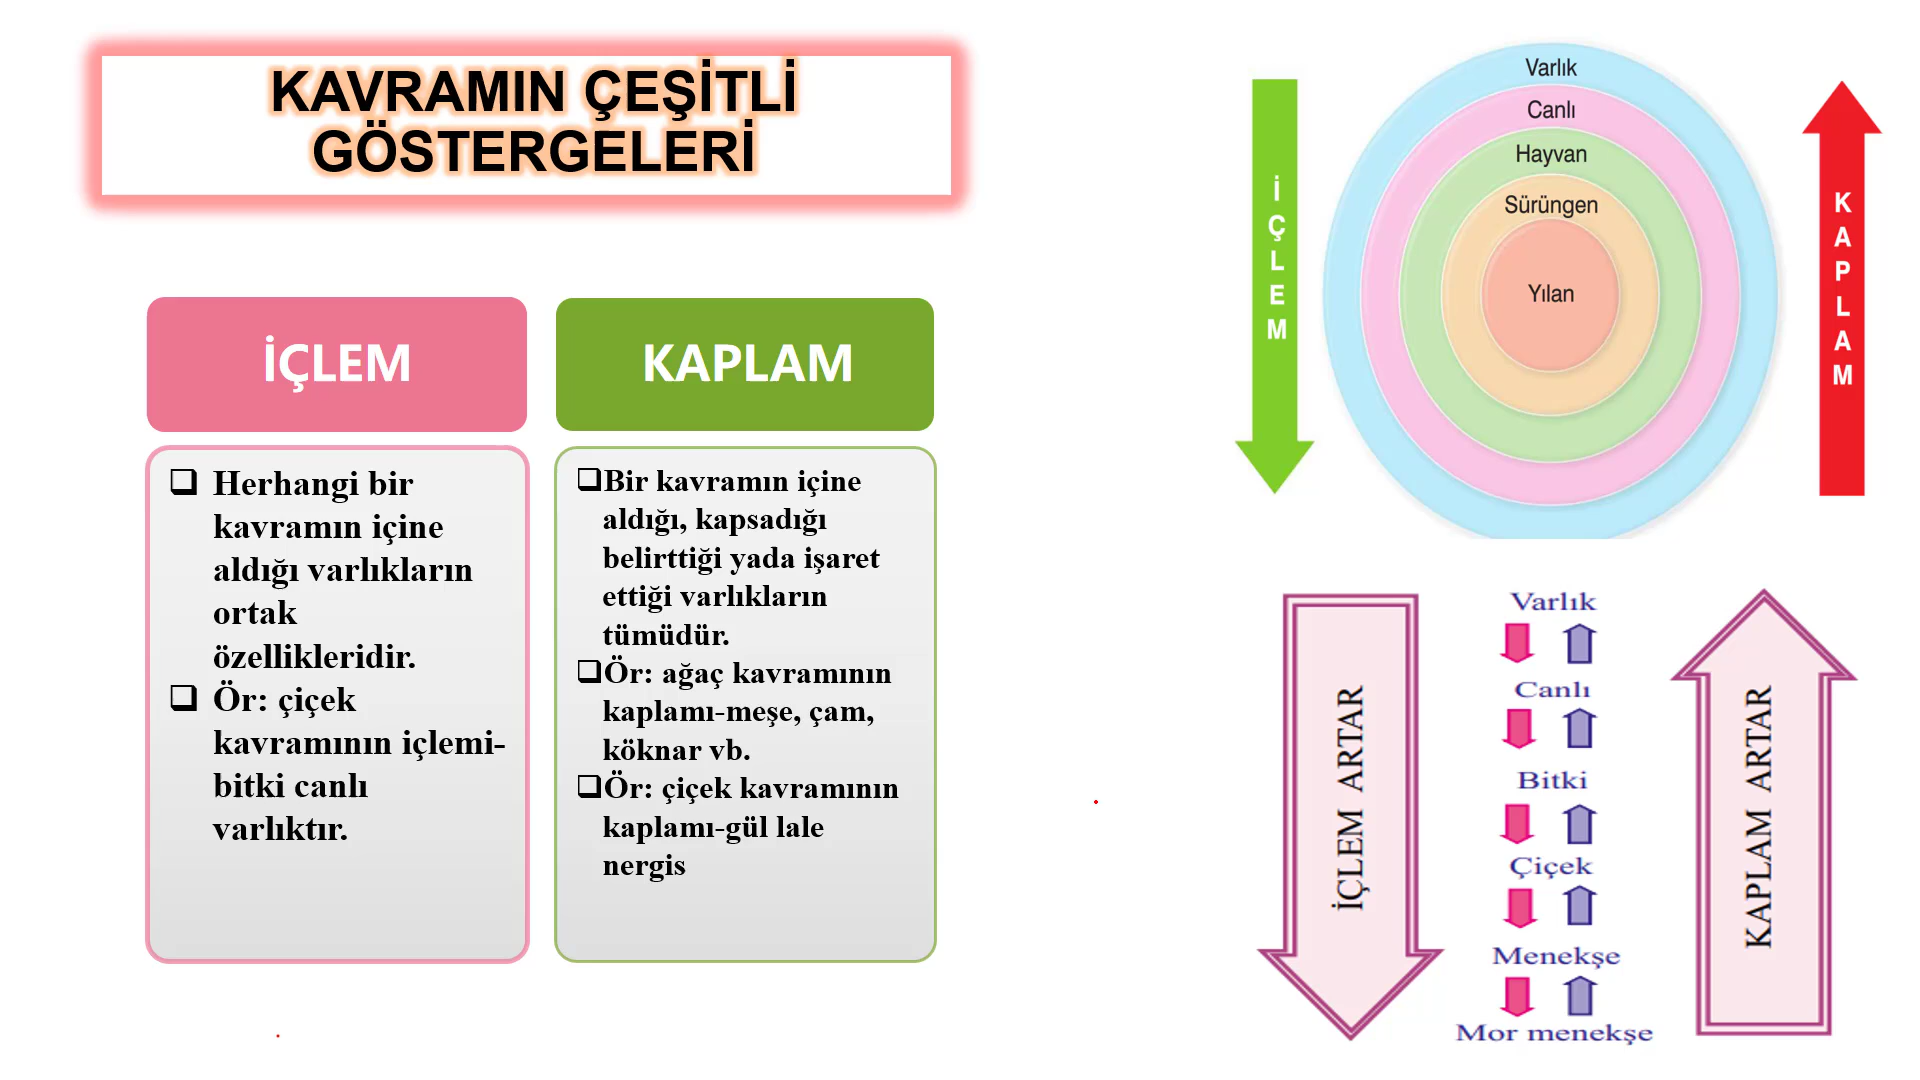 KAVRAMIN ÇEŞİTLİ
GÖSTERGELERİ
İÇLEM
❑ Herhangi bir
kavramın içine
aldığı varlıkların
ortak
özellikleridir.
❑ Ör: çiçek
kavramının içlemi-
bitki canlı
varlıktır.
KAPLAM
❑Bir kavramın içine
aldığı, kapsadığı
belirttiği yada işaret
ettiği varlıkların
tümüdür.
❑Ör: ağaç kavramının
kaplamı-meşe, çam,
köknar vb.
❑Ör: çiçek kavramının
kaplamı-gül lale
nergis
İÇLEM
Varlık
Canlı
Hayvan
Sürüngen
Yılan
KAPLAM
İÇLEM ARTAR
Varlık
Canlı
Bitki
Çiçek
Menekşe
Mor menekşe
KAPLAM ARTAR